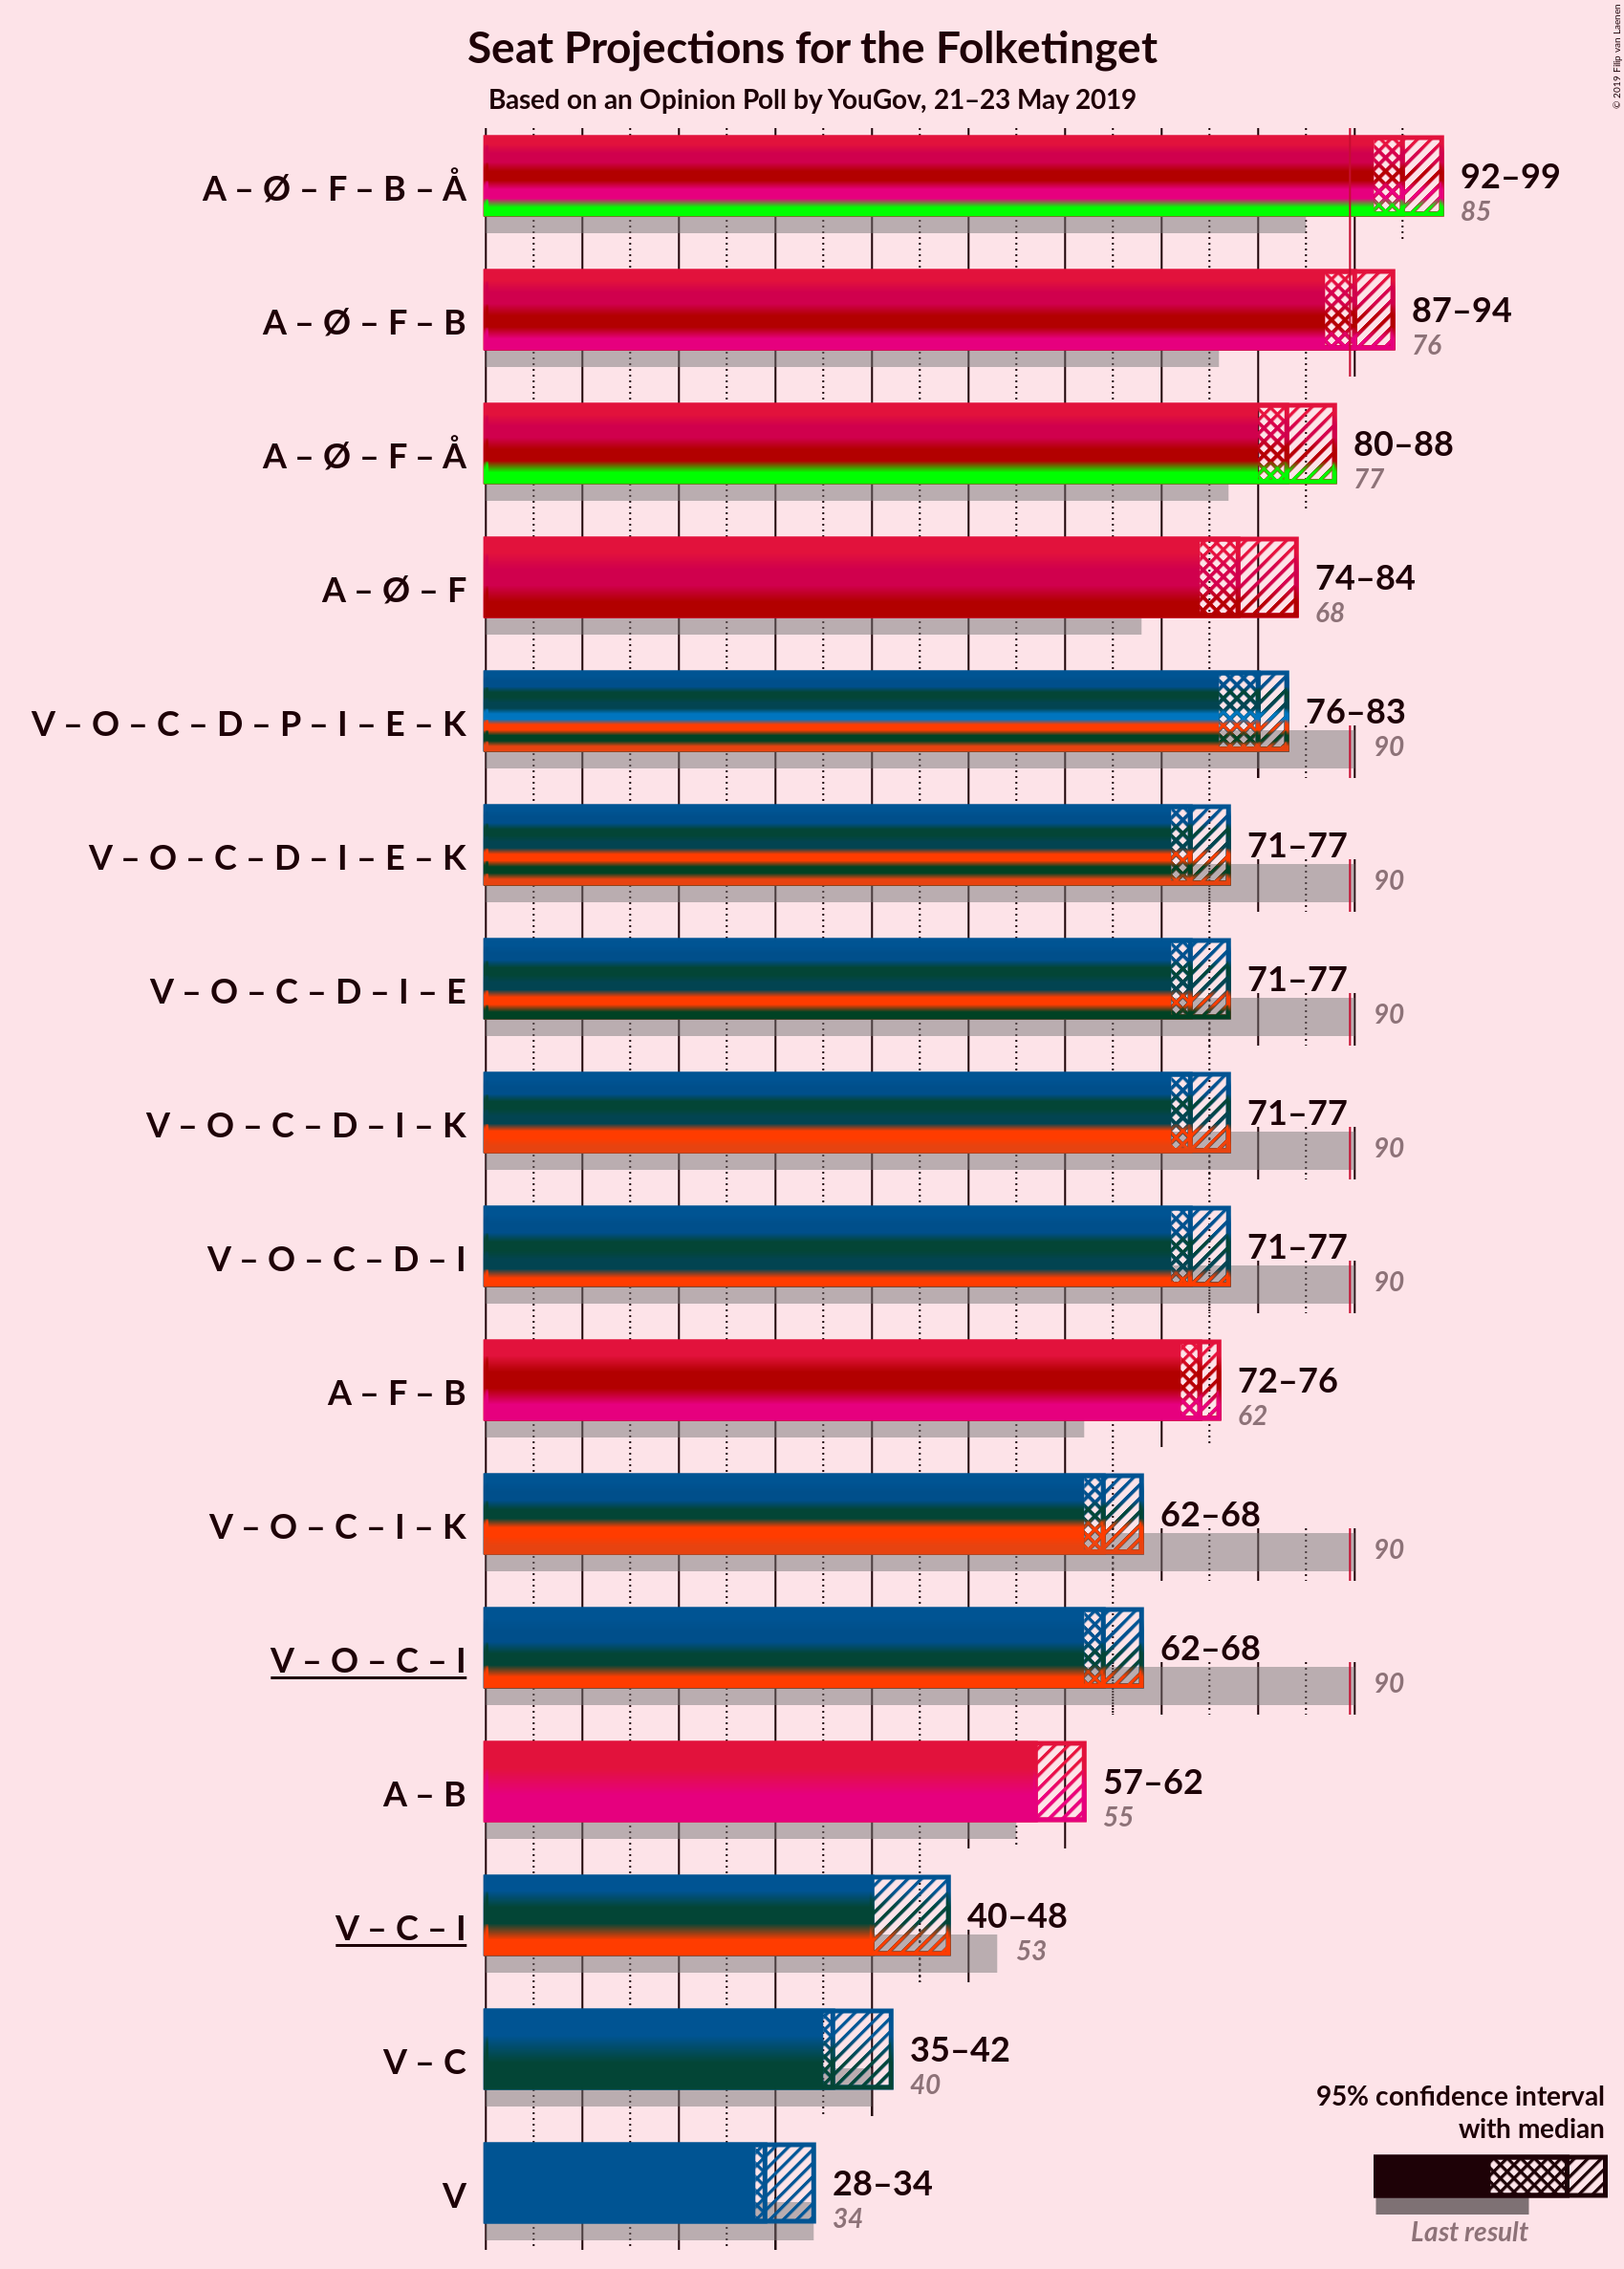 © 2019 Filip van Laenen
Seat Projections for the Folketinget
Based on an Opinion Poll by YouGov, 21–23 May 2019
A – Ø – F – B – Å
92–99
85
A – Ø – F – B
87–94
76
A – Ø – F – Å
80–88
77
A – Ø – F
74–84
68
V – O – C – D – P – I – E – K
76–83
90
V – O – C – D – I – E – K
71–77
90
V – O – C – D – I – E
71–77
90
V – O – C – D – I – K
71–77
90
V – O – C – D – I
71–77
90
A – F – B
72–76
62
V – O – C – I – K
62–68
90
V – O – C – I
62–68
90
A – B
57–62
55
V – C – I
40–48
53
V – C
35–42
40
V
28–34
34
95% confidence interval
with median
Last result